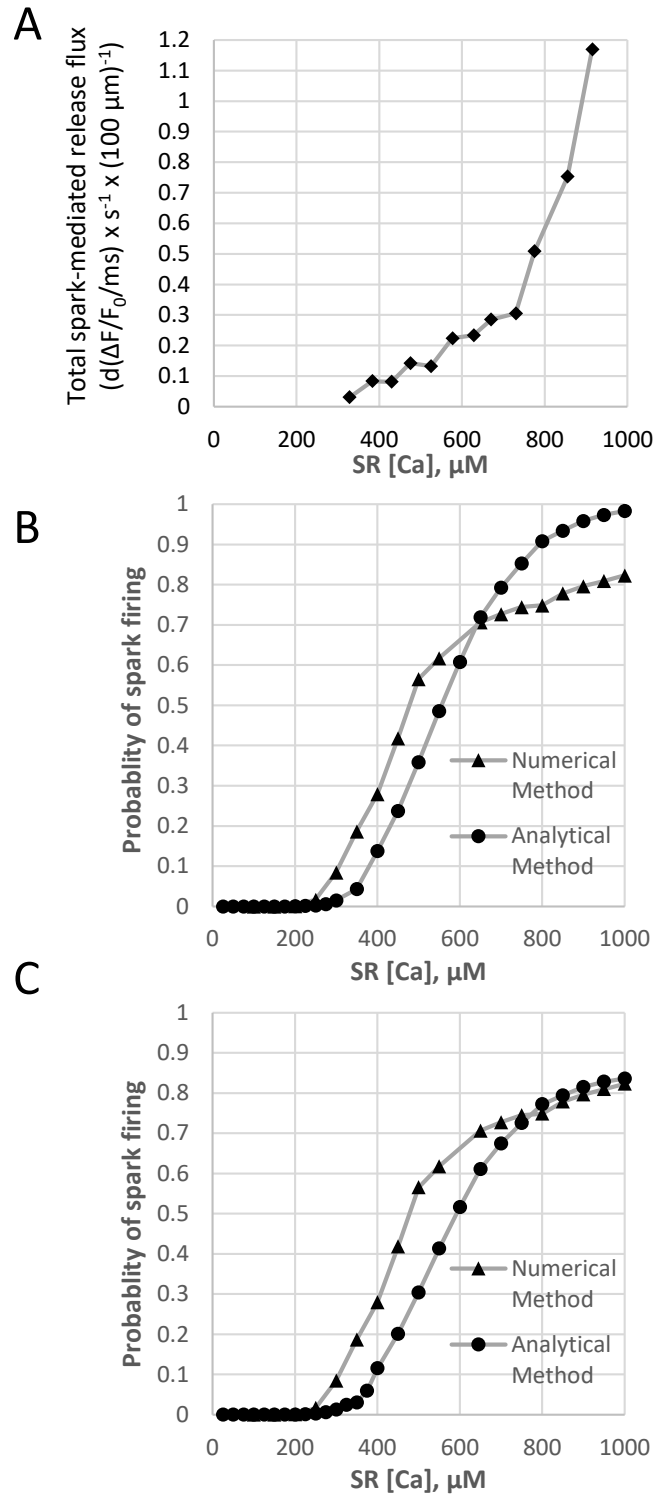 A
Total spark-mediated release flux
(d(ΔF/F₀/ms) x s⁻¹ x (100 µm)⁻¹
1.2
1.1
1
0.9
0.8
0.7
0.6
0.5
0.4
0.3
0.2
0.1
0
0 200 400 600 800 1000
SR [Ca], µM
B
Probablity of spark firing
1
0.9
0.8
0.7
0.6
0.5
0.4
0.3
0.2
0.1
0
Numerical
Method
Analytical
Method
0 200 400 600 800 1000
SR [Ca], µM
C
Probablity of spark firing
1
0.9
0.8
0.7
0.6
0.5
0.4
0.3
0.2
0.1
0
Numerical
Method
Analytical
Method
0 200 400 600 800 1000
SR [Ca], µM